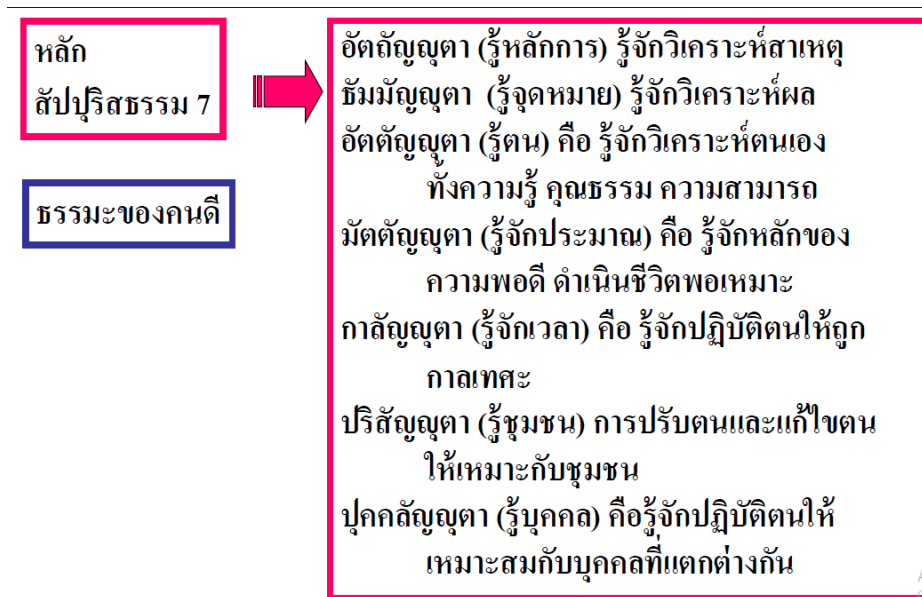 หลัก
สัปปุริสธรรม 7
ธรรมะของคนดี
อัตถัญญุตา (รู้หลักการ) รู้จักวิเคราะห์สาเหตุ
ธัมมัญญุตา (รู้จุดหมาย) รู้จักวิเคราะห์ผล
อัตตัญญุตา (รู้ตน) คือ รู้จักวิเคราะห์ตนเอง
ทั้งความรู้ คุณธรรม ความสามารถ
มัตตัญญุตา (รู้จักประมาณ) คือ รู้จักหลักของ
ความพอดี ดำเนินชีวิตพอเหมาะ
กาลัญญุตา (รู้จักเวลา) คือ รู้จักปฏิบัติตนให้ถูก
กาลเทศะ
ปริสัญญุตา (รู้ชุมชน) การปรับตนและแก้ไขตน
ให้เหมาะกับชุมชน
ปุคคลัญญุตา (รู้บุคคล) คือรู้จักปฏิบัติตนให้
เหมาะสมกับบุคคลที่แตกต่างกัน